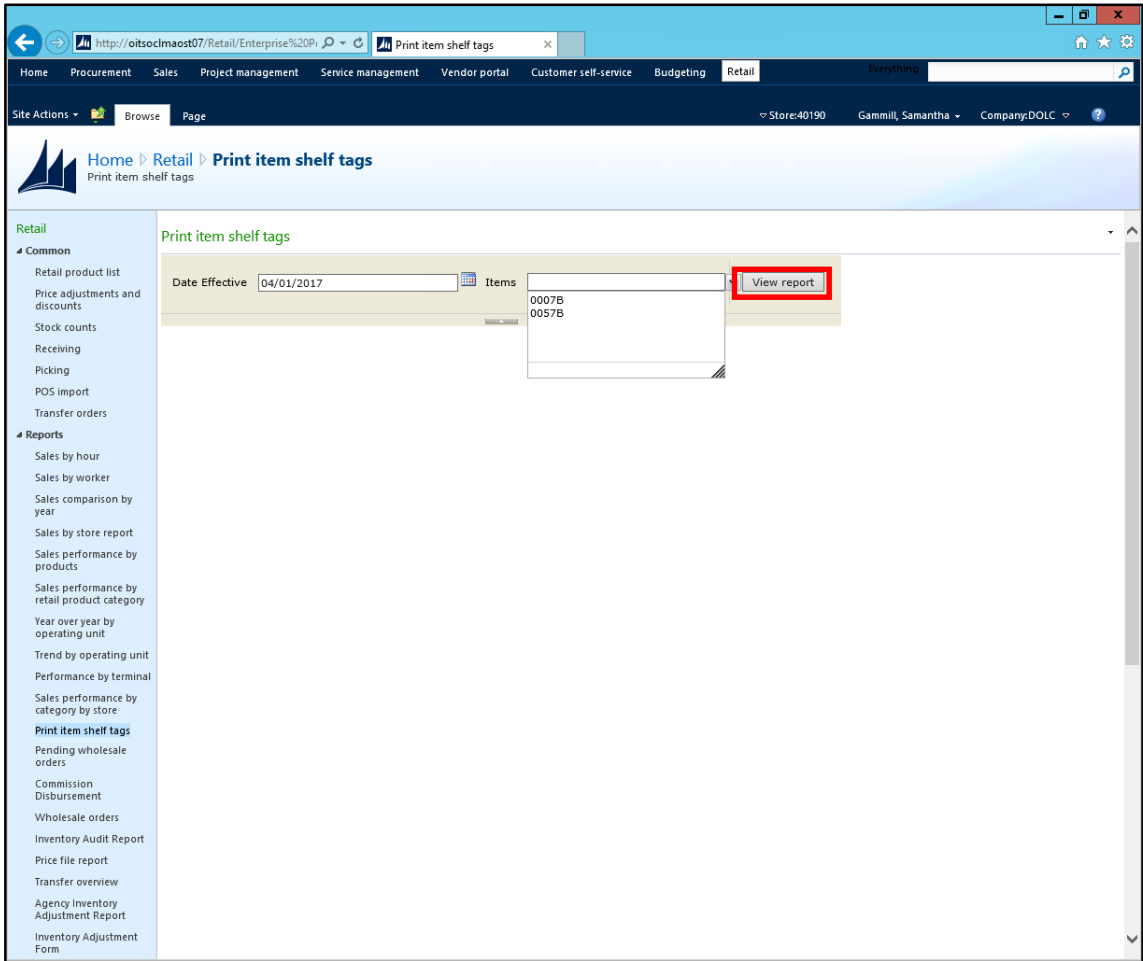 http://oitsoclmaost07/Retail/Enterprise%20P
Print item shelf tags
Home Procurement Sales Project management Service management Vendor portal Customer self-service Budgeting Retail Everything
Site Actions Browse Page Store:40190 Gammill, Samantha Company:DOLC
Home Retail Print item shelf tags
Print item shelf tags
Retail
Common
Retail product list
Price adjustments and
discounts
Stock counts
Receiving
Picking
POS import
Transfer orders
Reports
Sales by hour
Sales by worker
Sales comparison by
year
Sales by store report
Sales performance by
products
Sales performance by
retail product category
Year over year by
operating unit
Trend by operating unit
Performance by terminal
Sales performance by
category by store
Print item shelf tags
Pending wholesale
orders
Commission
Disbursement
Wholesale orders
Inventory Audit Report
Price file report
Transfer overview
Agency Inventory
Adjustment Report
Inventory Adjustment
Form
Print item shelf tags
Date Effective 04/01/2017 Items View report
0007B
0057B